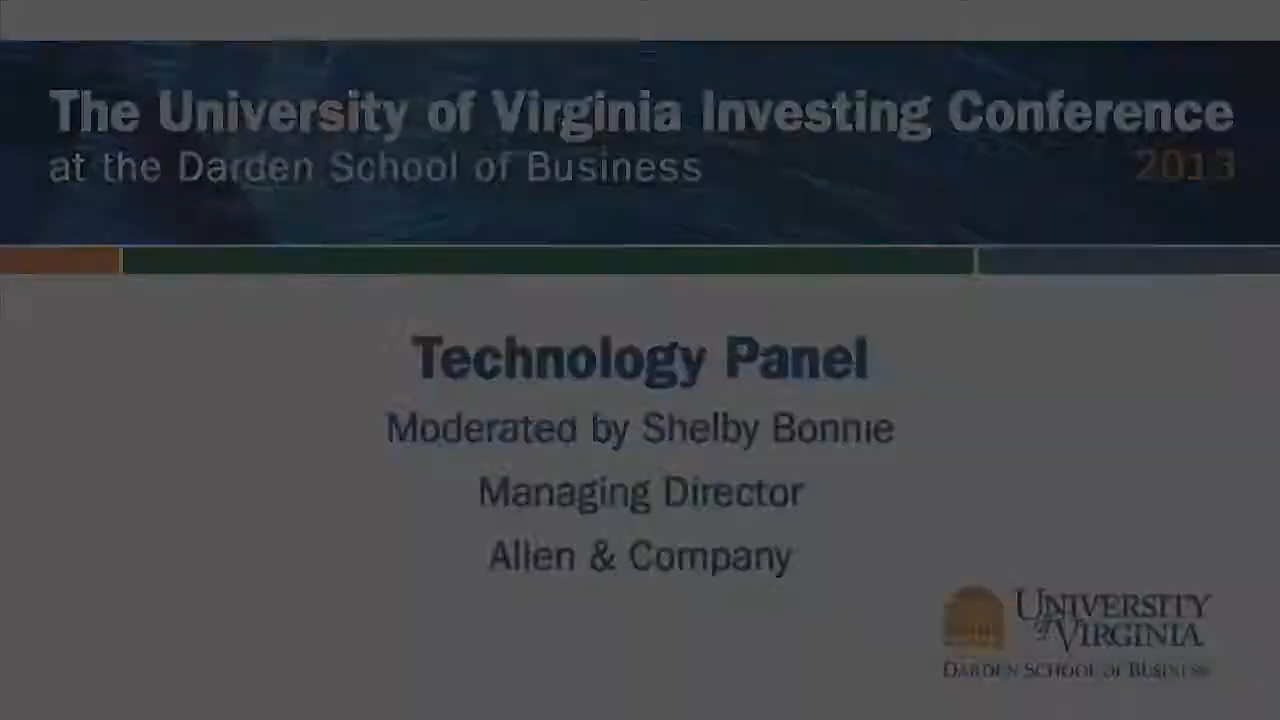 The University of Virginia Investing Conference
at the Darden School of Business
2013
Technology Panel
Moderated by Shelby Bonnie
Managing Director
Allen & Company
UNIVERSITY
of VIRGINIA
DARDEN SCHOOL OF BUSINESS